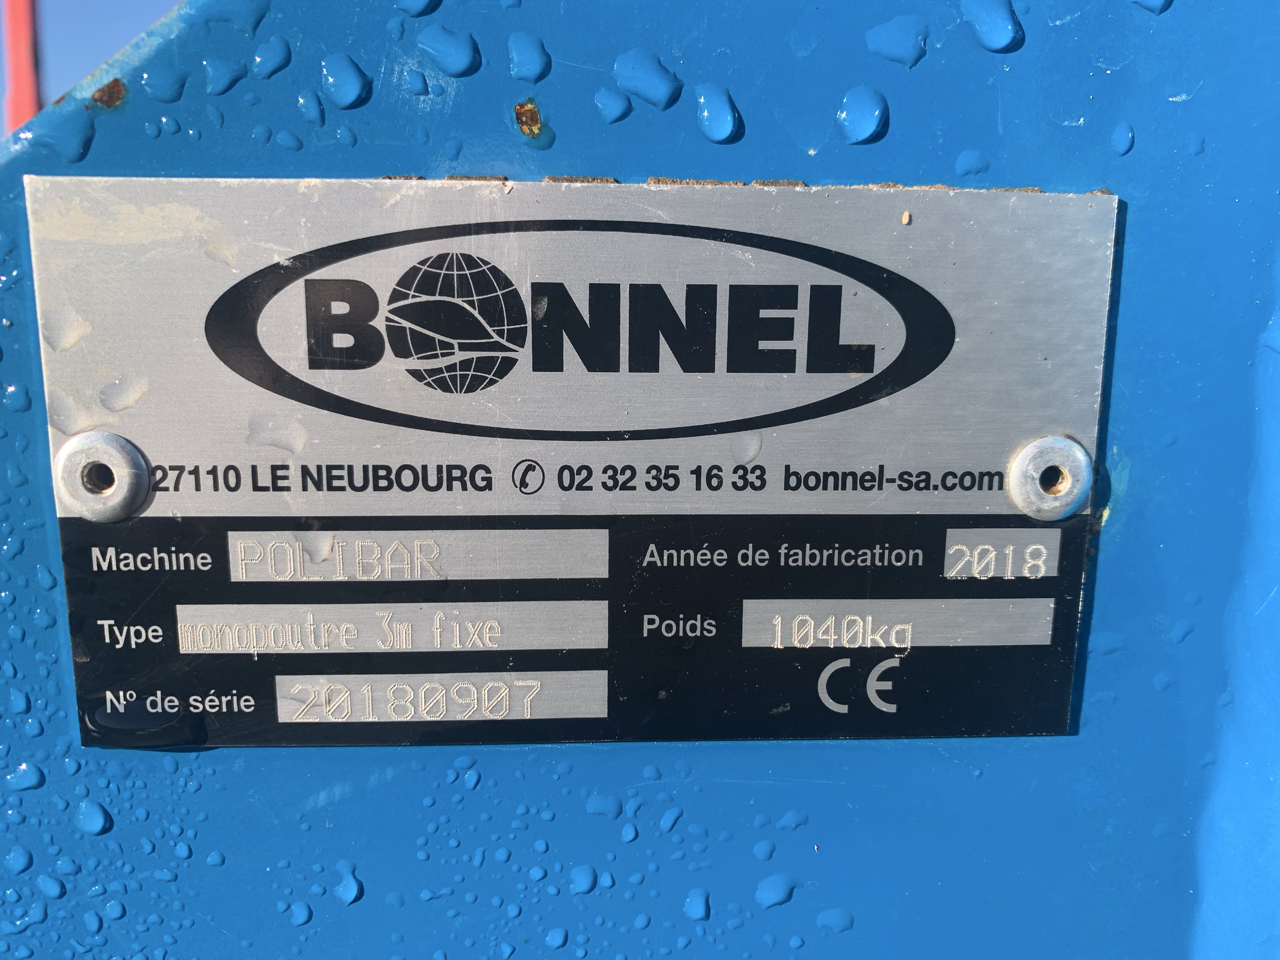 BONNEL
27110 LE NEUBOURG ✆ 02 32 35 16 33 bonnel-sa.com
Machine POLIBAR
Année de fabrication 2018
Type monopoutre 3m fixe
Poids 1040kg
Nº de série 20180907
CE